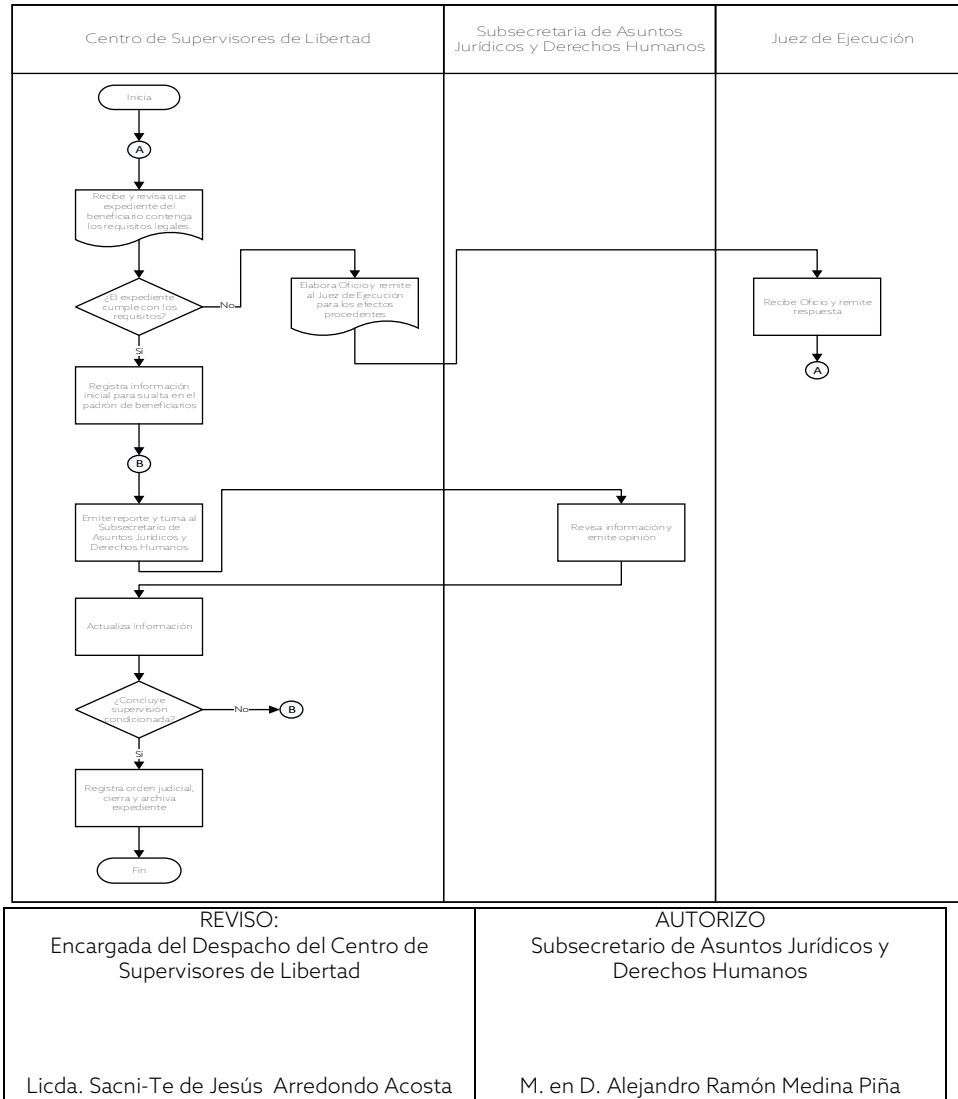 Centro de Supervisores de Libertad
Subsecretaria de Asuntos
Jurídicos y Derechos Humanos
Juez de Ejecución
Inicia
A
Recibe y revisa que
expediente del
beneficiario contenga
los requisitos legales.
¿El expediente
cumple con los
requisitos?
No
Elabora Oficio y remite
al Juez de Ejecución
para los efectos
procedentes
Recibe Oficio y remite
respuesta
A
Sí
Registra información
inicial para su alta en el
padrón de beneficiarios
B
Emite reporte y turna al
Subsecretario de
Asuntos Jurídicos y
Derechos Humanos
Revisa información y
emite opinión
Actualiza Información
¿Concluye
supervisión
condicionada?
No
B
Sí
Registra orden judicial,
cierra y archiva
expediente
Fin
REVISO:
Encargada del Despacho del Centro de
Supervisores de Libertad
Licda. Sacni-Te de Jesús Arredondo Acosta
AUTORIZO
Subsecretario de Asuntos Jurídicos y
Derechos Humanos
M. en D. Alejandro Ramón Medina Piña